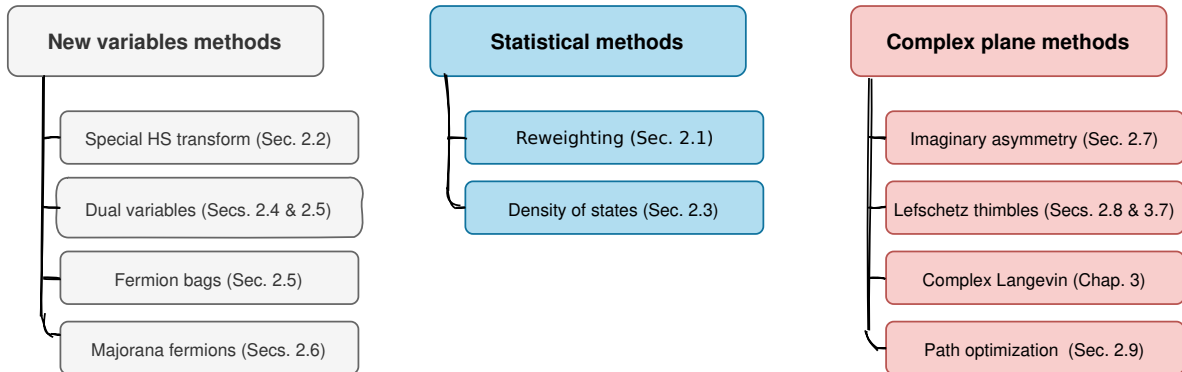 New variables methods
Special HS transform (Sec. 2.2)
Dual variables (Secs. 2.4 & 2.5)
Fermion bags (Sec. 2.5)
Majorana fermions (Secs. 2.6)
Statistical methods
Reweighting (Sec. 2.1)
Density of states (Sec. 2.3)
Complex plane methods
Imaginary asymmetry (Sec. 2.7)
Lefschetz thimbles (Secs. 2.8 & 3.7)
Complex Langevin (Chap. 3)
Path optimization (Sec. 2.9)